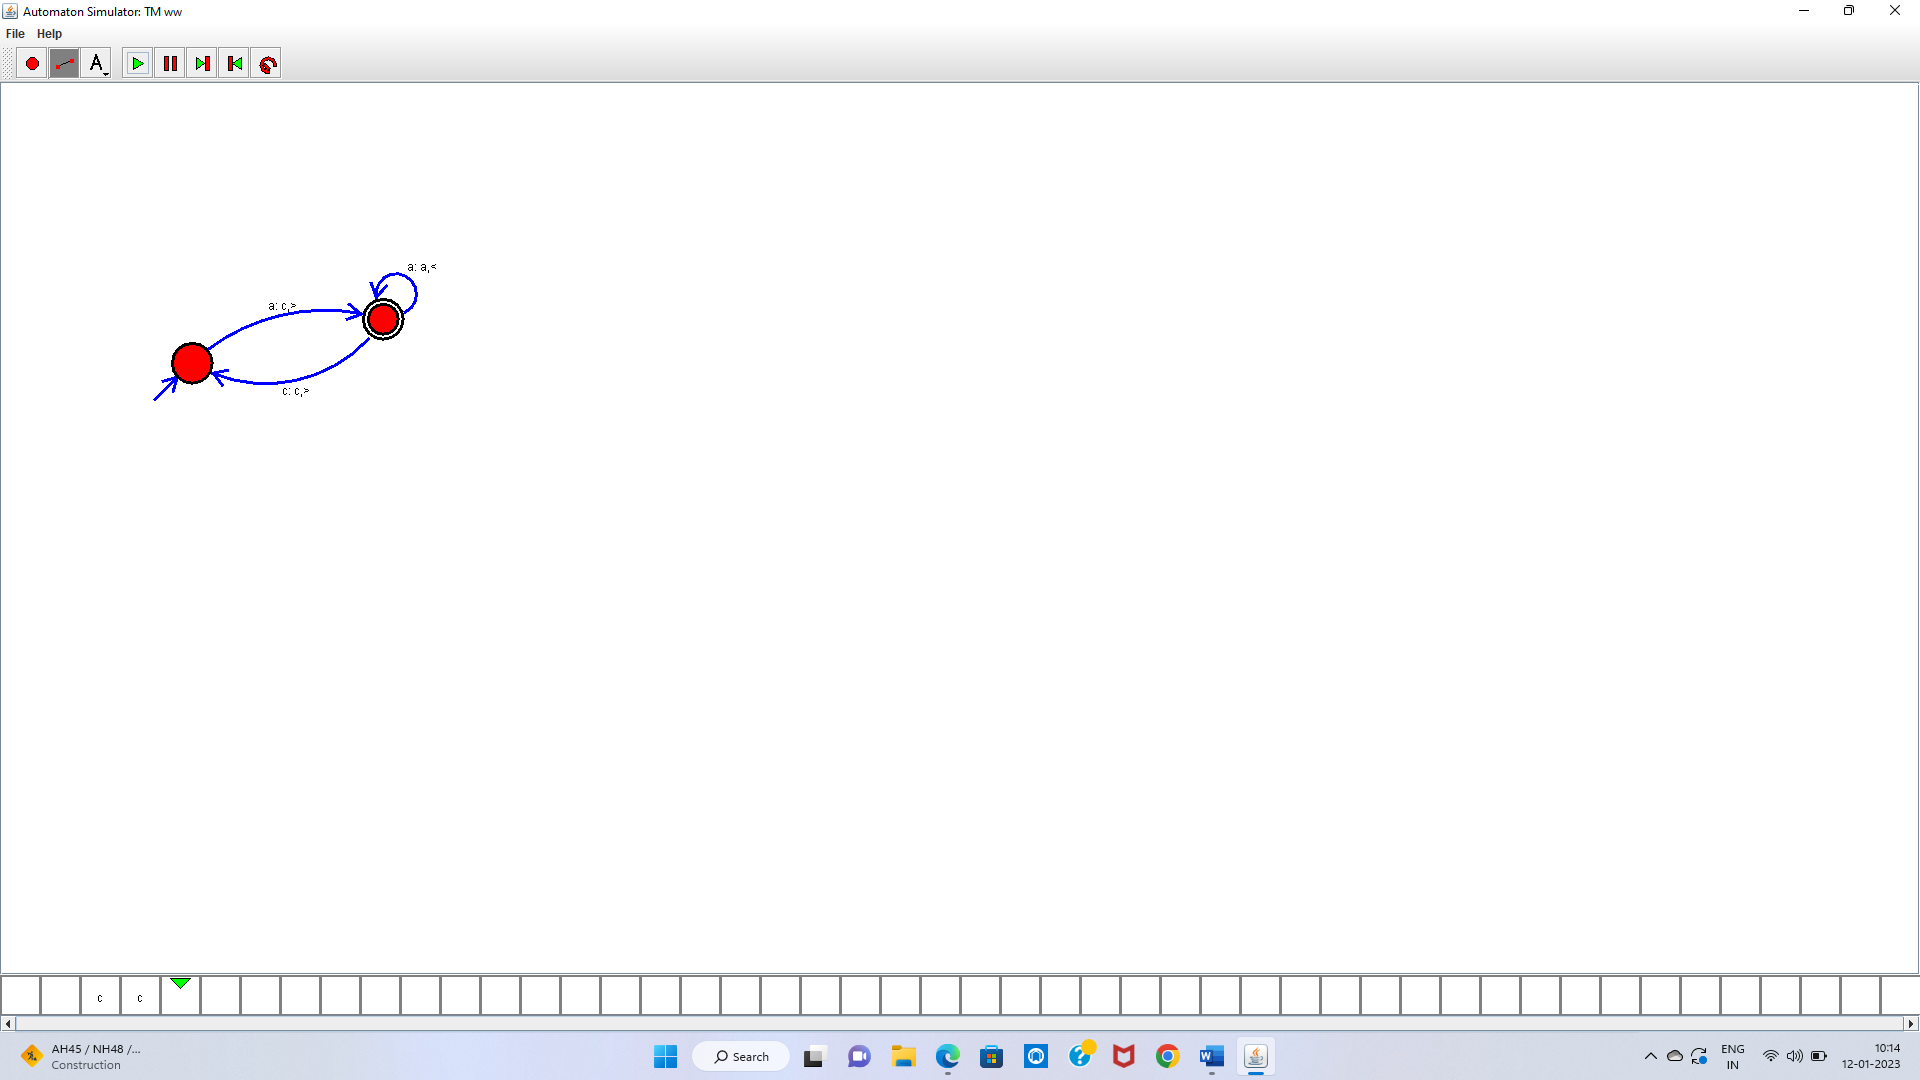 Automaton Simulator: TM ww
File Help
A
a: a,<
a: c,>
c: c,>
c c
AH45 / NH48 /...
Construction
Search
ENG
IN
10:14
12-01-2023